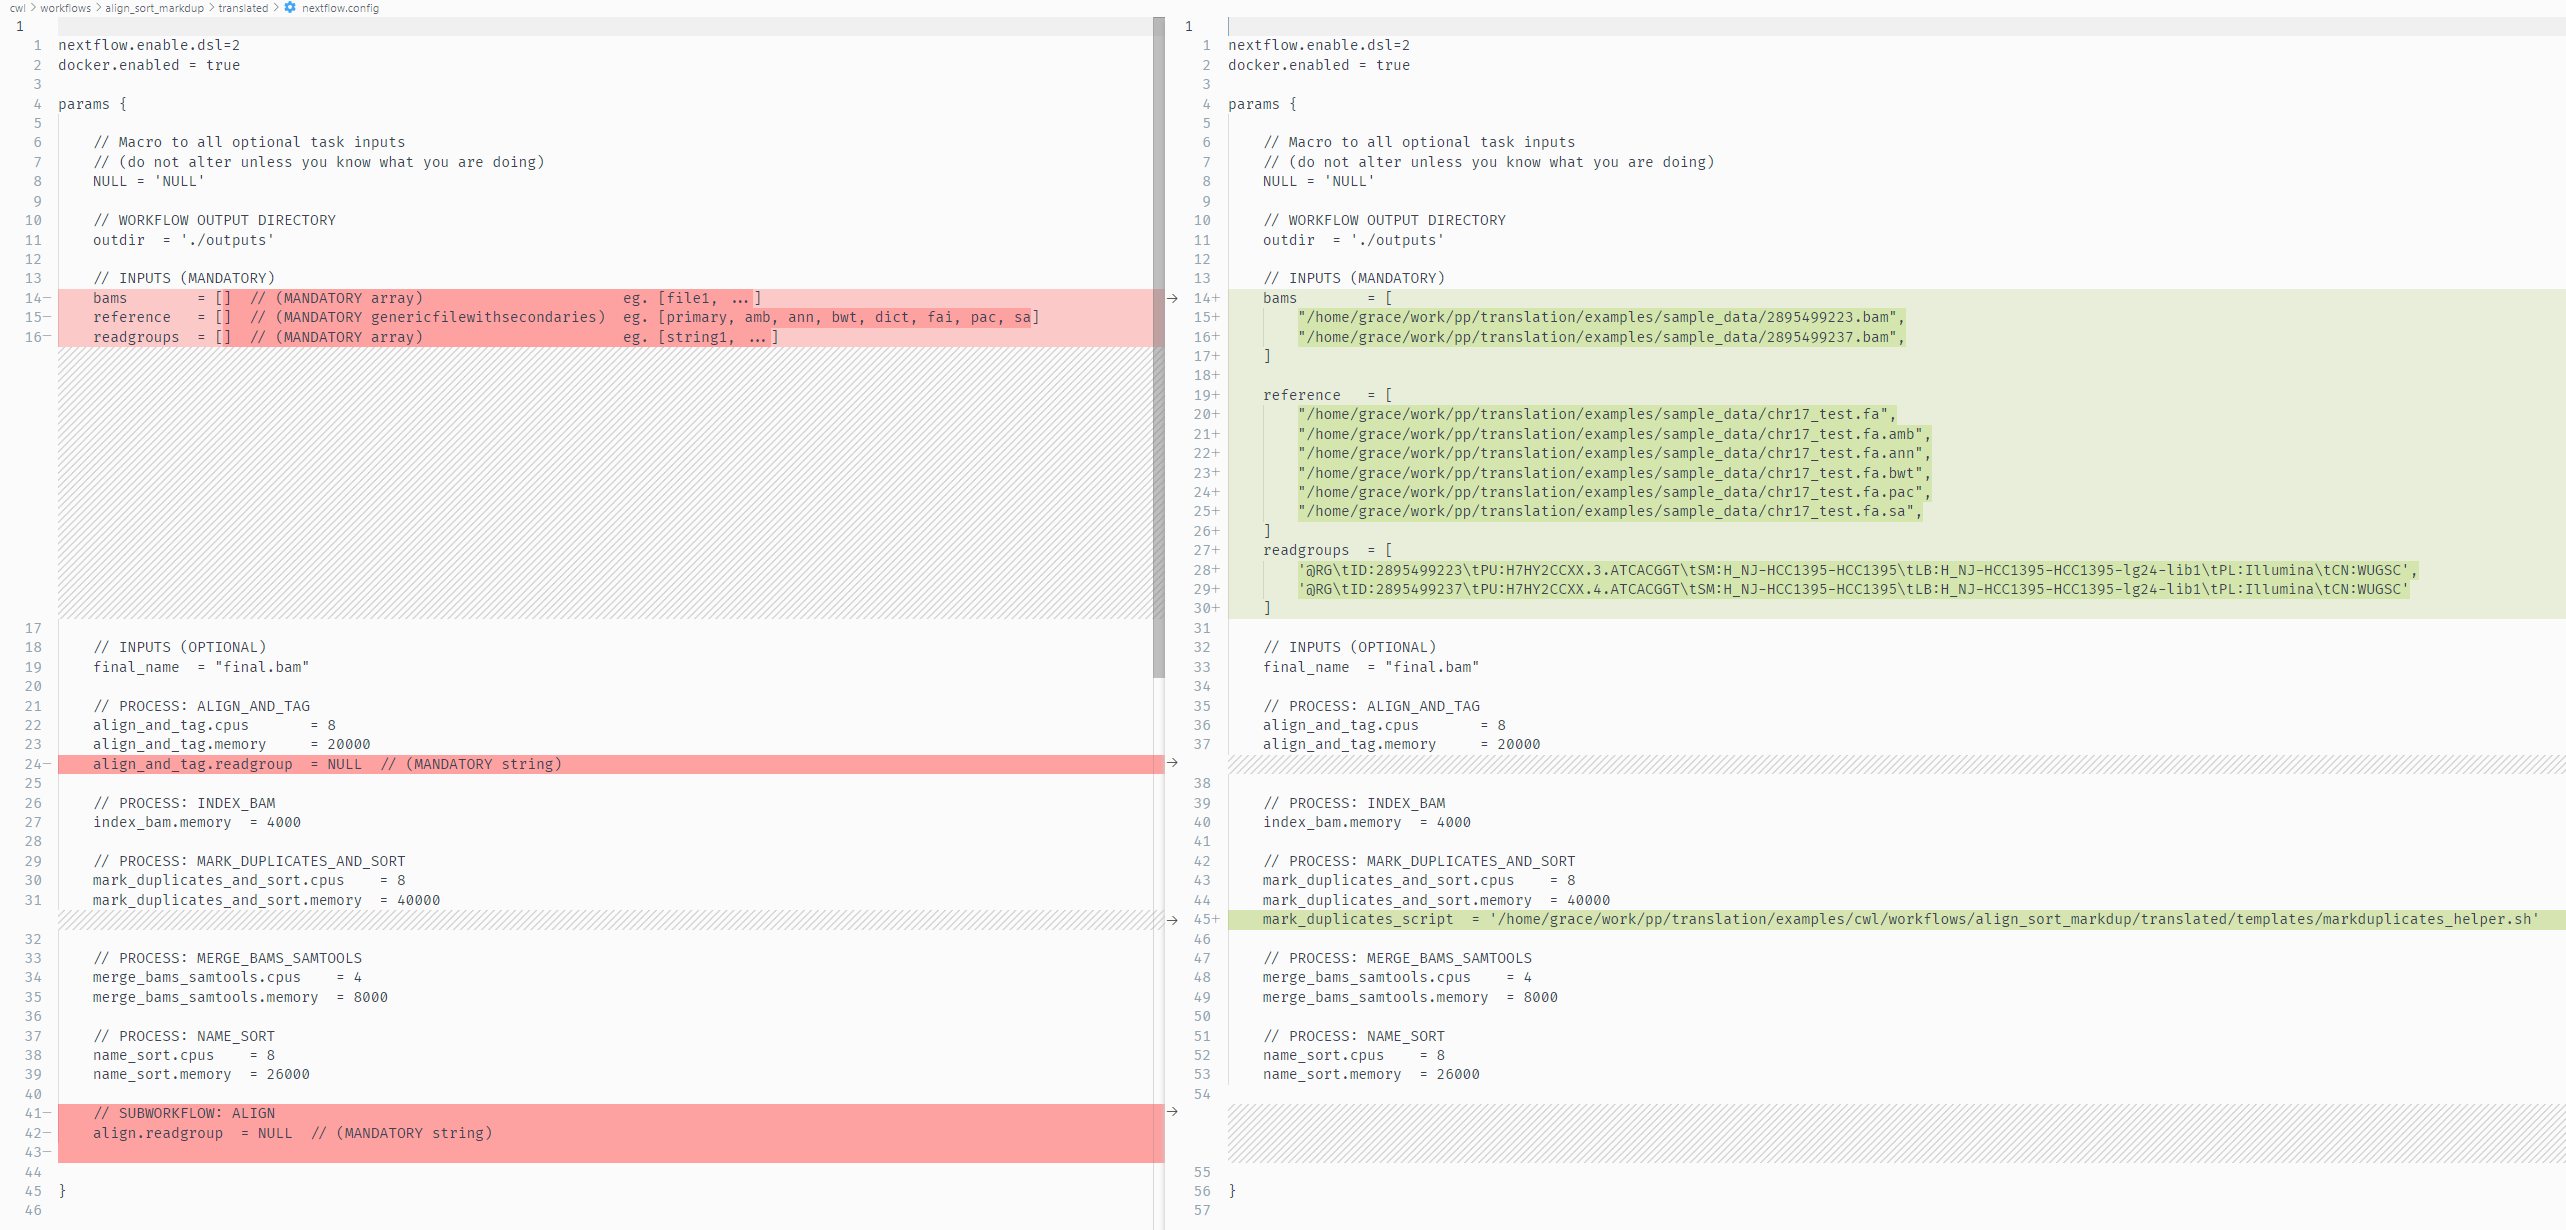 cwl > workflows > align_sort_markdup > translated > nextflow.config
1
1 nextflow.enable.dsl=2
2 docker.enabled = true
3
4 params {
5
6 // Macro to all optional task inputs
7 // (do not alter unless you know what you are doing)
8 NULL = 'NULL'
9
10 // WORKFLOW OUTPUT DIRECTORY
11 outdir = './outputs'
12
13 // INPUTS (MANDATORY)
14− bams = [] // (MANDATORY array) eg. [file1, ...]
15− reference = [] // (MANDATORY genericfilewithsecondaries) eg. [primary, amb, ann, bwt, dict, fai, pac, sa]
16− readgroups = [] // (MANDATORY array) eg. [string1, ...]
17
18 // INPUTS (OPTIONAL)
19 final_name = "final.bam"
20
21 // PROCESS: ALIGN_AND_TAG
22 align_and_tag.cpus = 8
23 align_and_tag.memory = 20000
24− align_and_tag.readgroup = NULL // (MANDATORY string)
25
26 // PROCESS: INDEX_BAM
27 index_bam.memory = 4000
28
29 // PROCESS: MARK_DUPLICATES_AND_SORT
30 mark_duplicates_and_sort.cpus = 8
31 mark_duplicates_and_sort.memory = 40000
32
33 // PROCESS: MERGE_BAMS_SAMTOOLS
34 merge_bams_samtools.cpus = 4
35 merge_bams_samtools.memory = 8000
36
37 // PROCESS: NAME_SORT
38 name_sort.cpus = 8
39 name_sort.memory = 26000
40
41− // SUBWORKFLOW: ALIGN
42− align.readgroup = NULL // (MANDATORY string)
43−
44
45 }
46
1
1 nextflow.enable.dsl=2
2 docker.enabled = true
3
4 params {
5
6 // Macro to all optional task inputs
7 // (do not alter unless you know what you are doing)
8 NULL = 'NULL'
9
10 // WORKFLOW OUTPUT DIRECTORY
11 outdir = './outputs'
12
13 // INPUTS (MANDATORY)
→ 14+ bams = [
15+ "/home/grace/work/pp/translation/examples/sample_data/2895499223.bam",
16+ "/home/grace/work/pp/translation/examples/sample_data/2895499237.bam",
17+ ]
18+
19+ reference = [
20+ "/home/grace/work/pp/translation/examples/sample_data/chr17_test.fa",
21+ "/home/grace/work/pp/translation/examples/sample_data/chr17_test.fa.amb",
22+ "/home/grace/work/pp/translation/examples/sample_data/chr17_test.fa.ann",
23+ "/home/grace/work/pp/translation/examples/sample_data/chr17_test.fa.bwt",
24+ "/home/grace/work/pp/translation/examples/sample_data/chr17_test.fa.pac",
25+ "/home/grace/work/pp/translation/examples/sample_data/chr17_test.fa.sa",
26+ ]
27+ readgroups = [
28+ '@RG\tID:2895499223\tPU:H7HY2CCXX.3.ATCACGGT\tSM:H_NJ-HCC1395-HCC1395\tLB:H_NJ-HCC1395-HCC1395-lg24-lib1\tPL:Illumina\tCN:WUGSC',
29+ '@RG\tID:2895499237\tPU:H7HY2CCXX.4.ATCACGGT\tSM:H_NJ-HCC1395-HCC1395\tLB:H_NJ-HCC1395-HCC1395-lg24-lib1\tPL:Illumina\tCN:WUGSC'
30+ ]
31
32 // INPUTS (OPTIONAL)
33 final_name = "final.bam"
34
35 // PROCESS: ALIGN_AND_TAG
36 align_and_tag.cpus = 8
37 align_and_tag.memory = 20000
→
38
39 // PROCESS: INDEX_BAM
40 index_bam.memory = 4000
41
42 // PROCESS: MARK_DUPLICATES_AND_SORT
43 mark_duplicates_and_sort.cpus = 8
44 mark_duplicates_and_sort.memory = 40000
→ 45+ mark_duplicates_script = '/home/grace/work/pp/translation/examples/cwl/workflows/align_sort_markdup/translated/templates/markduplicates_helper.sh'
46
47 // PROCESS: MERGE_BAMS_SAMTOOLS
48 merge_bams_samtools.cpus = 4
49 merge_bams_samtools.memory = 8000
50
51 // PROCESS: NAME_SORT
52 name_sort.cpus = 8
53 name_sort.memory = 26000
54
→
55
56 }
57